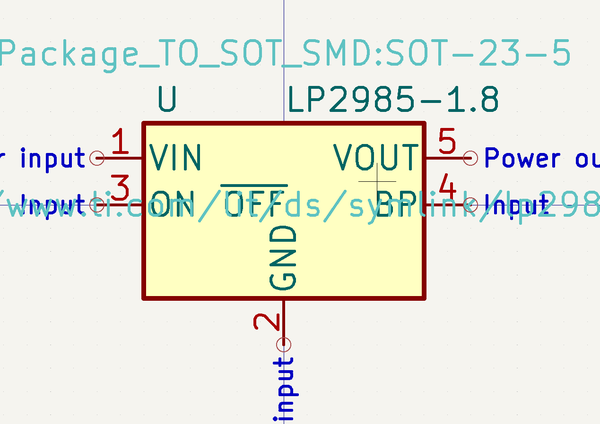 Package_TO_SOT_SMD:SOT-23-5
U LP2985-1.8
r input 1 VIN VOUT 5 Power ou
Input 3 ON OFF BP 4 Input
www.ti.com/lit/ds/symlink/lp298
GND
2
input